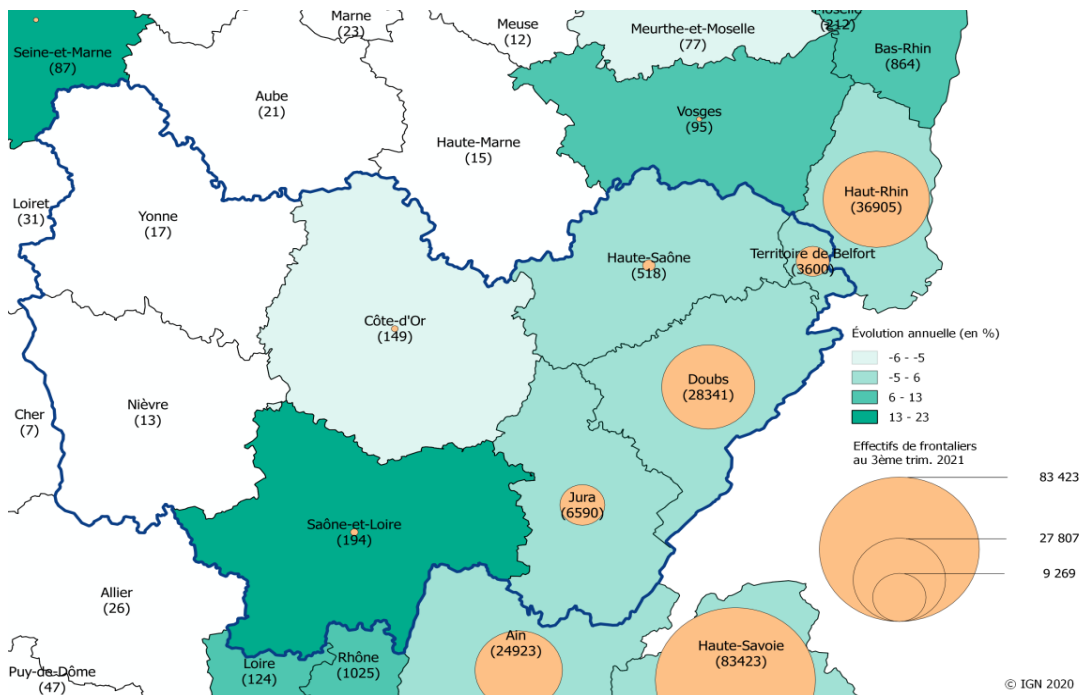 Marne
(23)
Meuse
(12)
Meurthe-et-Moselle
(77)
Moselle
(212)
Seine-et-Marne
(87)
Bas-Rhin
(864)
Aube
(21)
Vosges
(95)
Haute-Marne
(15)
Haut-Rhin
(36905)
Loiret
(31)
Yonne
(17)
Haute-Saône
(518)
Territoire de Belfort
(3600)
Côte-d'Or
(149)
Évolution annuelle (en %)
-6 - -5
-5 - 6
6 - 13
13 - 23
Doubs
(28341)
Cher
(7)
Nièvre
(13)
Effectifs de frontaliers
au 3ème trim. 2021
83 423
27 807
9 269
Jura
(6590)
Saône-et-Loire
(194)
Allier
(26)
Ain
(24923)
Haute-Savoie
(83423)
Loire
(124)
Rhône
(1025)
Puy-de-Dôme
(47)
© IGN 2020